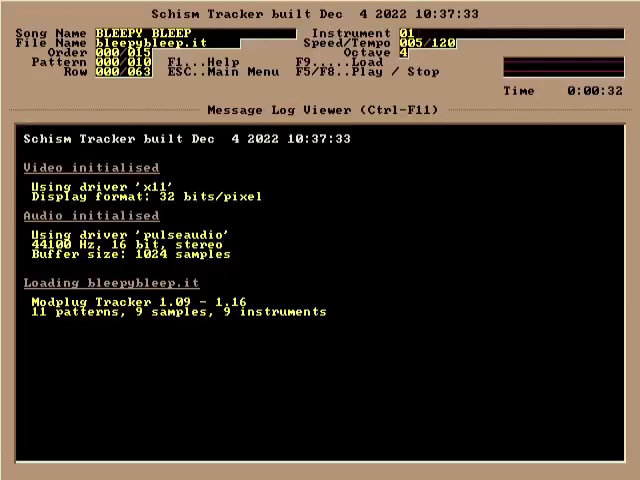 Schism Tracker built Dec  4 2022 10:37:33
Song Name BLEEPY BLEEP Instrument 01
File Name bleepybleep.it Speed/Tempo 005/120
Order 000/015 Octave 4
Pattern 000/010 F1...Help F9.....Load
Row 000/063 ESC..Main Menu F5/F8..Play / Stop
Time 0:00:32
Message Log Viewer (Ctrl-F11)
Schism Tracker built Dec  4 2022 10:37:33
Video initialised
Using driver 'x11'
Display format: 32 bits/pixel
Audio initialised
Using driver 'pulseaudio'
44100 Hz, 16 bit, stereo
Buffer size: 1024 samples
Loading bleepybleep.it
Modplug Tracker 1.09 - 1.16
11 patterns, 9 samples, 9 instruments